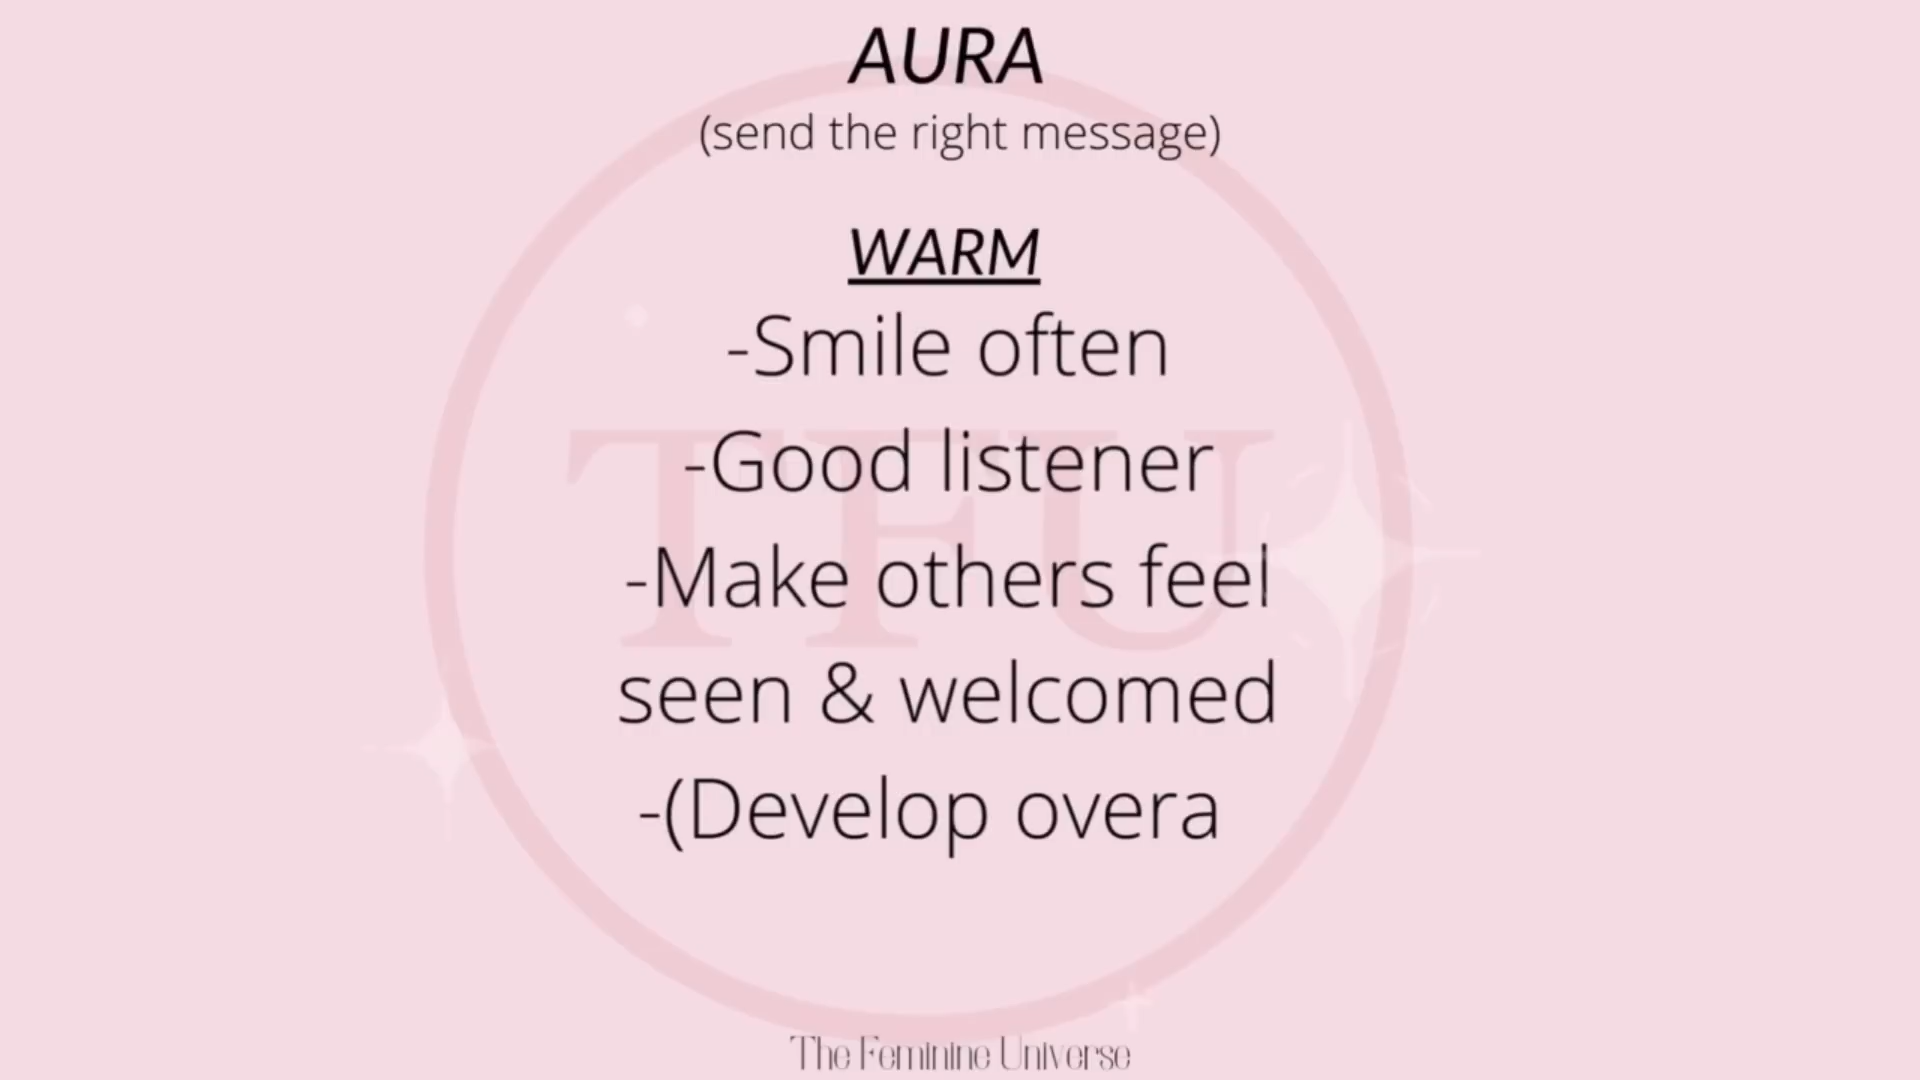 AURA
(send the right message)
WARM
-Smile often
-Good listener
-Make others feel
seen & welcomed
-(Develop overa
TFU
The Feminine Universe